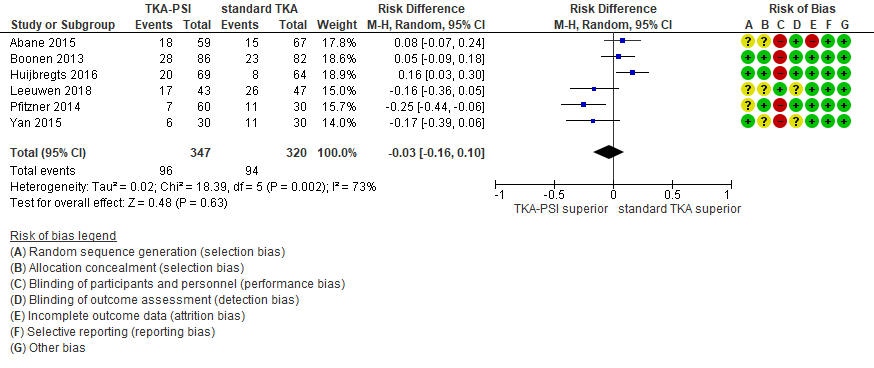 TKA-PSI standard TKA Risk Difference Risk Difference Risk of Bias
Study or Subgroup Events Total Events Total Weight M-H, Random, 95% CI M-H, Random, 95% CI A B C D E F G
Abane 2015 18 59 15 67 17.8% 0.08 [-0.07, 0.24] ? ? - + - + +
Boonen 2013 28 86 23 82 19.2% 0.05 [-0.09, 0.18] + + - + + + +
Huijbregts 2016 20 69 8 64 19.2% 0.16 [0.03, 0.30] + + - + + + +
Leeuwen 2018 17 43 26 47 14.2% -0.16 [-0.36, 0.05] ? ? - ? + + +
Pfitzner 2014 7 60 11 30 15.7% -0.25 [-0.44, -0.06] ? + - + + + +
Yan 2015 6 30 11 30 14.0% -0.17 [-0.39, 0.06] + ? - ? + + +
Total (95% CI) 347 320 100.0% -0.03 [-0.16, 0.10]
Total events 96 94
Heterogeneity: Tau² = 0.02; Chi² = 18.39, df = 5 (P = 0.002); I² = 73%
Test for overall effect: Z = 0.48 (P = 0.63)
-1 -0.5 0 0.5 1
TKA-PSI superior standard TKA superior
Risk of bias legend
(A) Random sequence generation (selection bias)
(B) Allocation concealment (selection bias)
(C) Blinding of participants and personnel (performance bias)
(D) Blinding of outcome assessment (detection bias)
(E) Incomplete outcome data (attrition bias)
(F) Selective reporting (reporting bias)
(G) Other bias